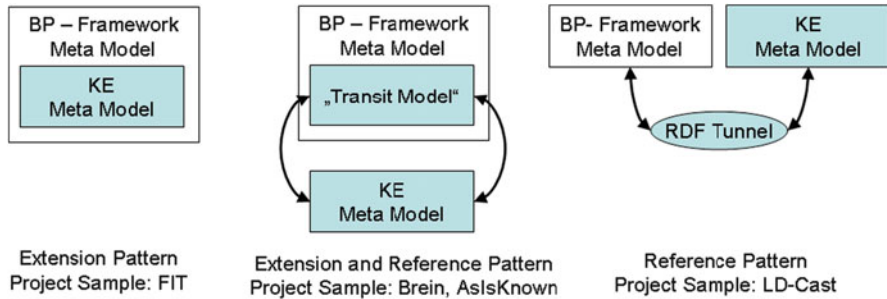 BP – Framework
Meta Model
KE
Meta Model
Extension Pattern
Project Sample: FIT
BP – Framework
Meta Model
„Transit Model“
KE
Meta Model
Extension and Reference Pattern
Project Sample: Brein, AsIsKnown
BP- Framework
Meta Model
KE
Meta Model
RDF Tunnel
Reference Pattern
Project Sample: LD-Cast